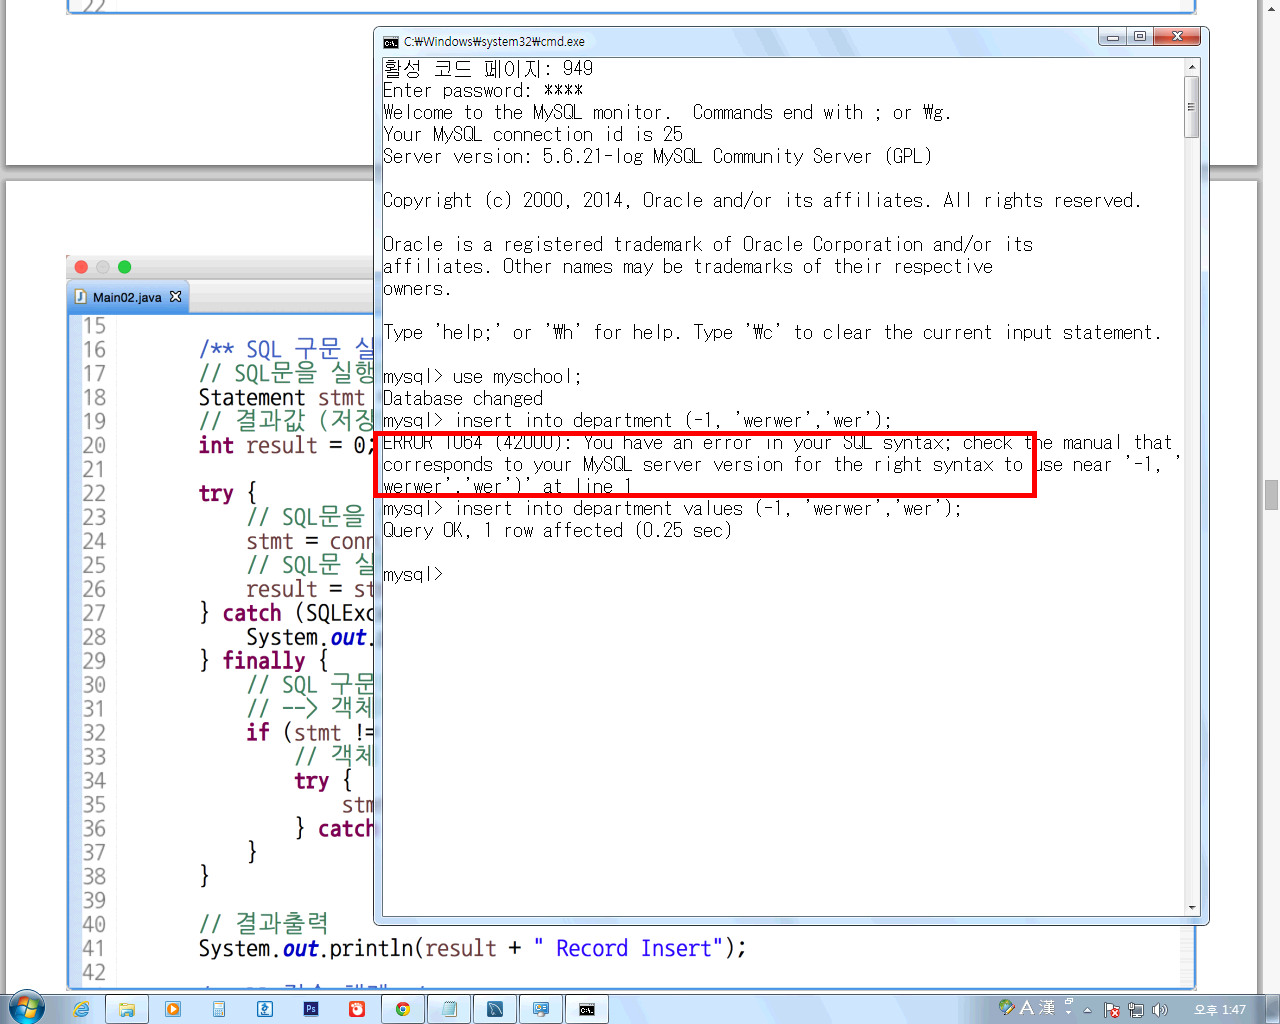 22
C:₩Windows₩system32₩cmd.exe
활성 코드 페이지: 949
Enter password: ****
Welcome to the MySQL monitor.  Commands end with ; or ₩g.
Your MySQL connection id is 25
Server version: 5.6.21-log MySQL Community Server (GPL)
Copyright (c) 2000, 2014, Oracle and/or its affiliates. All rights reserved.
Oracle is a registered trademark of Oracle Corporation and/or its
affiliates. Other names may be trademarks of their respective
owners.
Type 'help;' or '₩h' for help. Type '₩c' to clear the current input statement.
mysql> use myschool;
Database changed
mysql> insert into department (-1, 'werwer','wer');
ERROR 1064 (42000): You have an error in your SQL syntax; check the manual that
corresponds to your MySQL server version for the right syntax to use near '-1, '
werwer','wer')' at line 1
mysql> insert into department values (-1, 'werwer','wer');
Query OK, 1 row affected (0.25 sec)
mysql>
Main02.java
15
16 /** SQL 구문 실
17 // SQL문을 실행
18 Statement stmt
19 // 결과값 (저장
20 int result = 0;
21
22 try {
23 // SQL문을
24 stmt = conn
25 // SQL문 실
26 result = st
27 } catch (SQLExc
28 System.out.
29 } finally {
30 // SQL 구문
31 // --> 객체
32 if (stmt !=
33 // 객체
34 try {
35 stm
36 } catch
37 }
38 }
39
40 // 결과출력
41 System.out.println(result + " Record Insert");
42
A 漢
오후 1:47